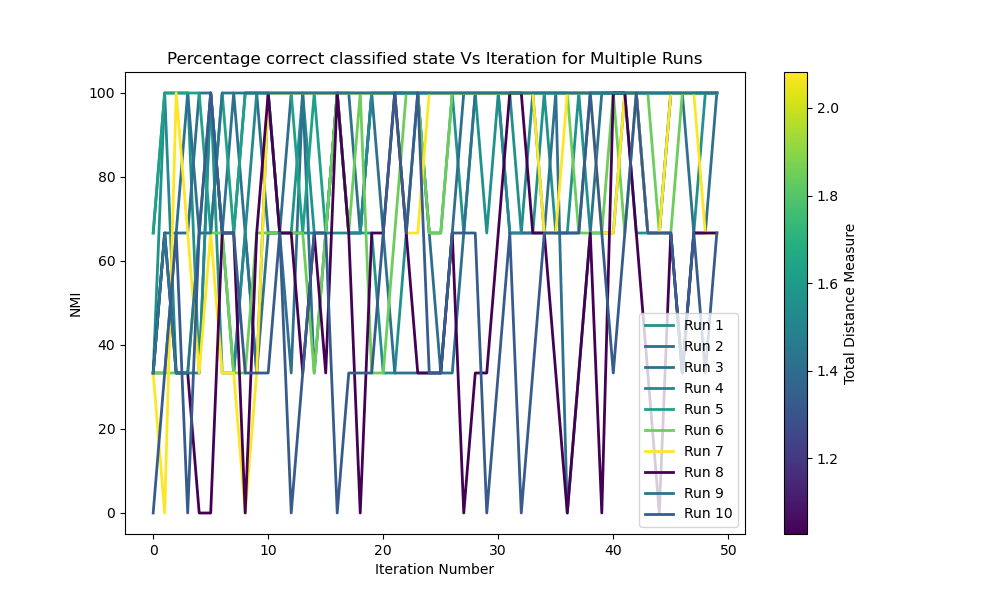 Percentage correct classified state Vs Iteration for Multiple Runs
NMI
100
80
60
40
20
0
0 10 20 30 40 50
Iteration Number
Run 1
Run 2
Run 3
Run 4
Run 5
Run 6
Run 7
Run 8
Run 9
Run 10
2.0
1.8
1.6
1.4
1.2
Total Distance Measure